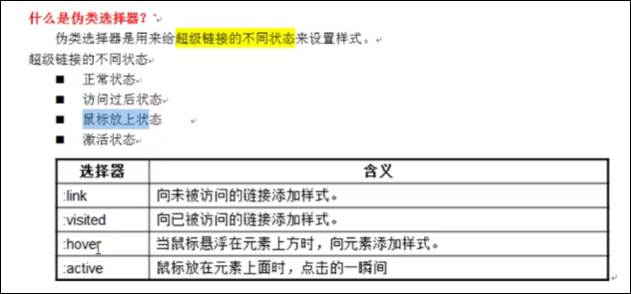 什么是伪类选择器？
伪类选择器是用来给超级链接的不同状态来设置样式。
超级链接的不同状态
■ 正常状态
■ 访问过后状态
■ 鼠标放上状态
■ 激活状态
选择器 含义
:link 向未被访问的链接添加样式。
:visited 向已被访问的链接添加样式。
:hover 当鼠标悬浮在元素上方时，向元素添加样式。
:active 鼠标放在元素上面时，点击的一瞬间